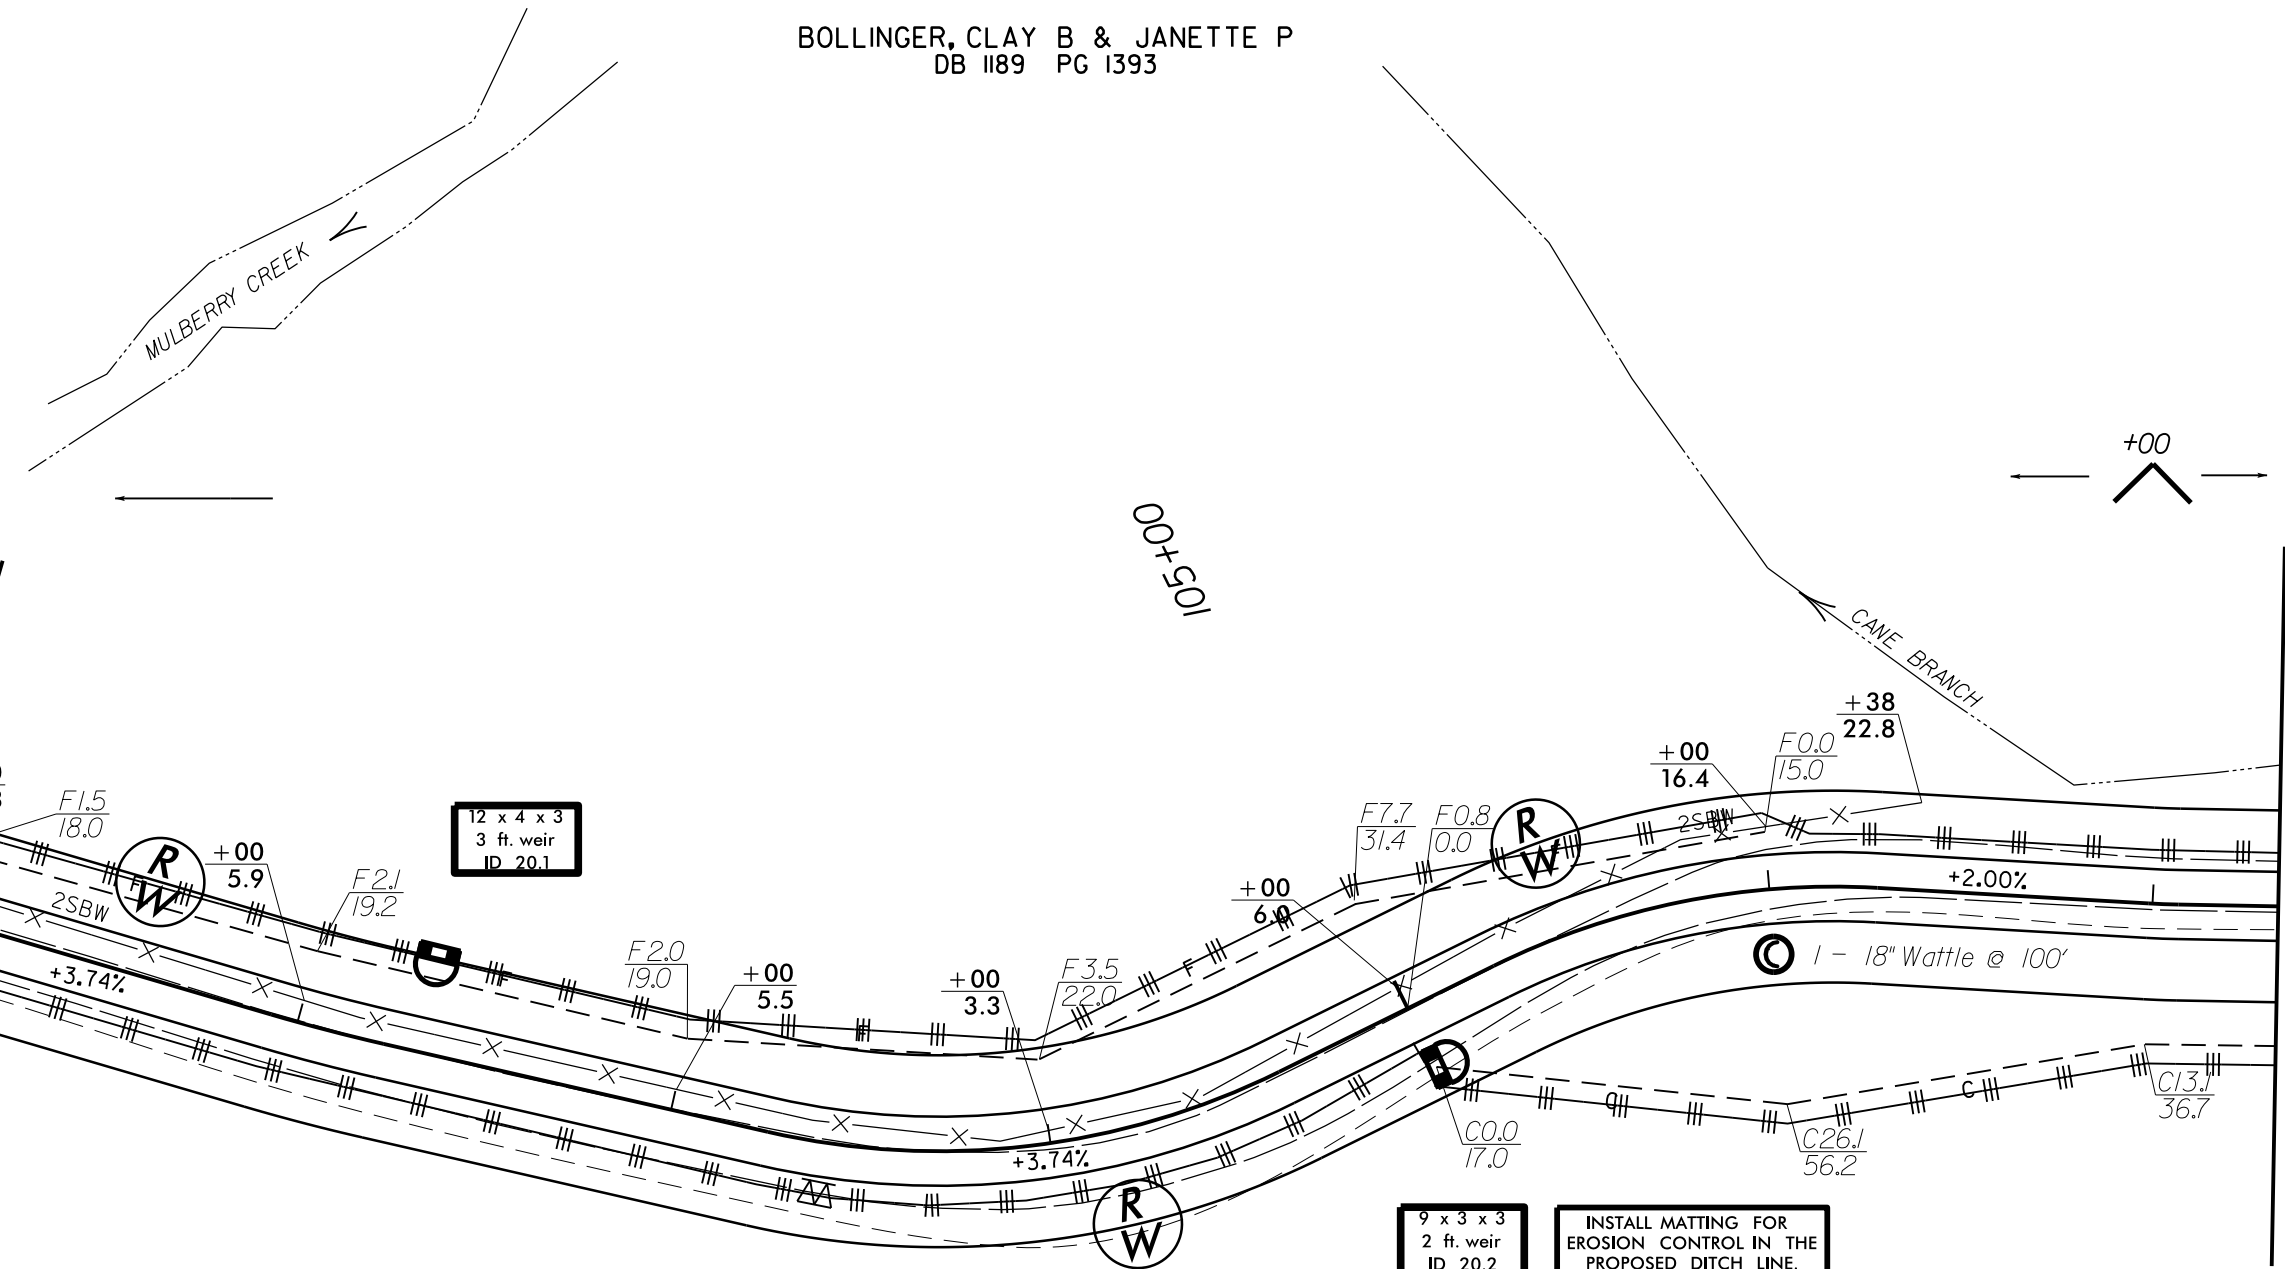 BOLLINGER, CLAY B & JANETTE P
DB 1189 PG 1393
MULBERRY CREEK
+00
105+00
CANE BRANCH
+38
22.8
+00
16.4
F0.0
15.0
F1.5
18.0
12 x 4 x 3
3 ft. weir
ID 20.1
F7.7
31.4
F0.8
0.0
R
W
2SBW
R
W
+00
5.9
F2.1
19.2
+2.00%
+00
6.0
2SBW
F
F
F2.0
19.0
+00
5.5
+00
3.3
F3.5
22.0
F
F
1 - 18" Wattle @ 100'
C
+3.74%
C
C
C13.1
36.7
C0.0
17.0
C26.1
56.2
+3.74%
R
W
9 x 3 x 3
2 ft. weir
ID 20.2
INSTALL MATTING FOR
EROSION CONTROL IN THE
PROPOSED DITCH LINE.